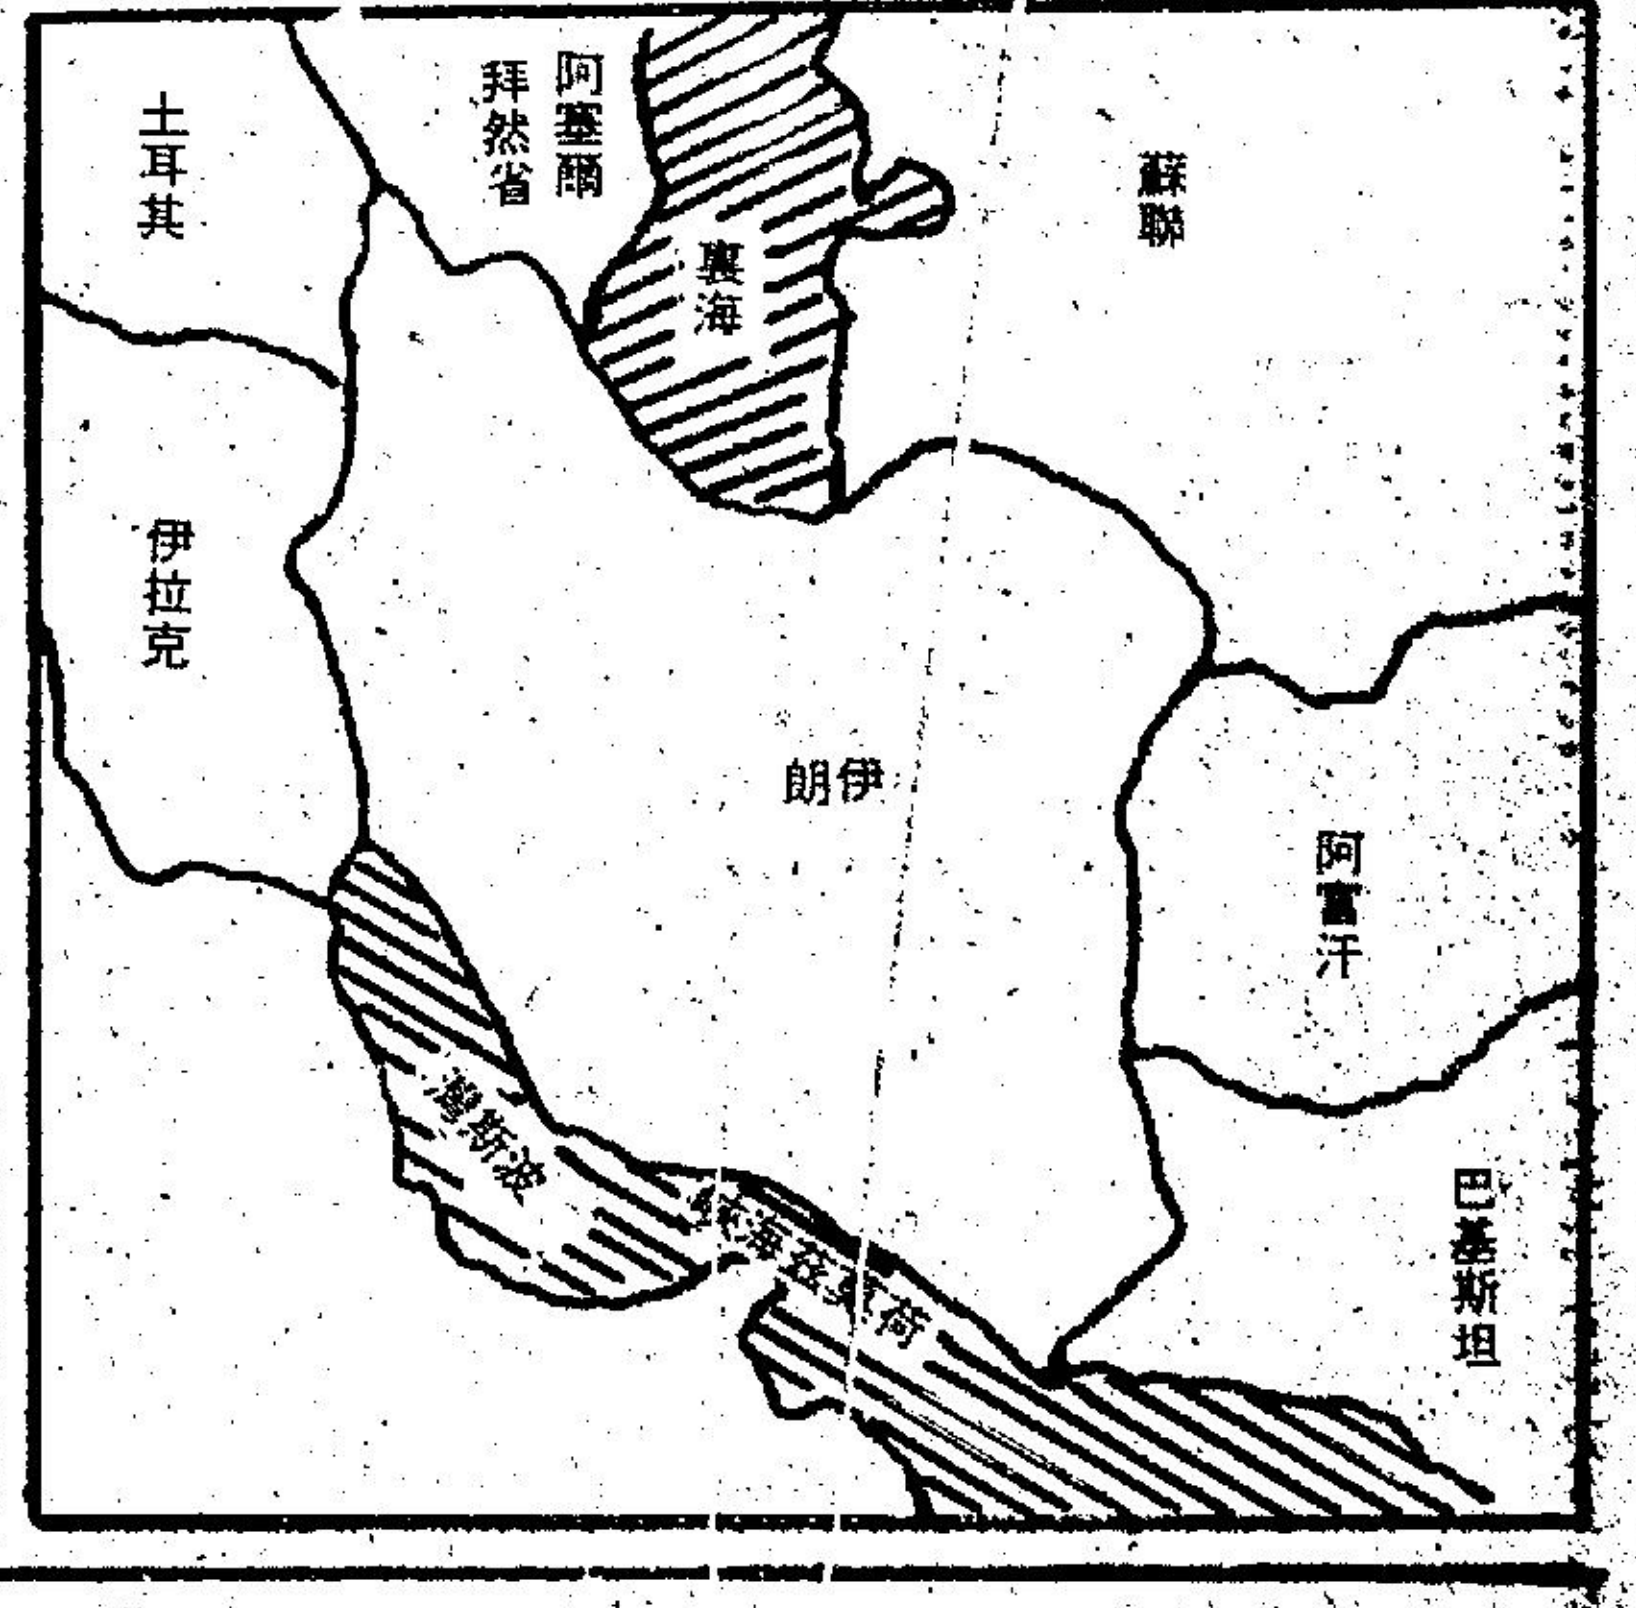 土耳其
阿塞爾
拜然省
裏海
蘇聯
伊拉克
伊朗
阿富汗
波斯灣
荷莫茲海峽
巴基斯坦